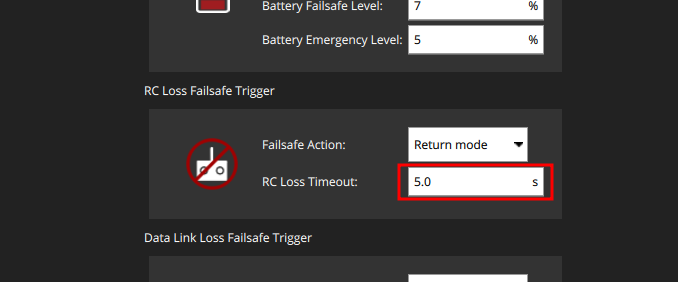 Battery Failsafe Level: 7 %
Battery Emergency Level: 5 %
RC Loss Failsafe Trigger
Failsafe Action: Return mode
RC Loss Timeout: 5.0 s
Data Link Loss Failsafe Trigger